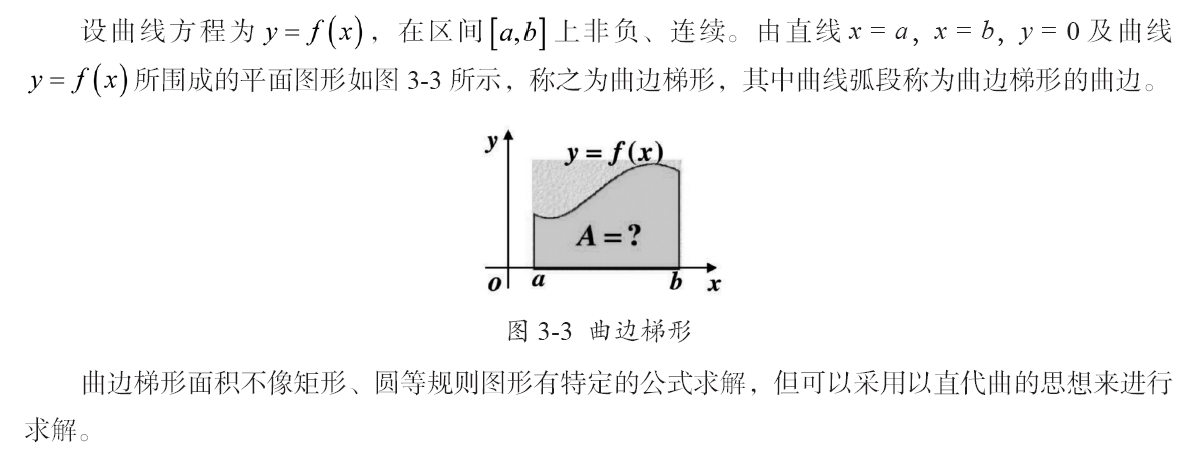 设曲线方程为 y = f(x)，在区间[a,b]上非负、连续。由直线 x = a，x = b，y = 0 及曲线
y = f(x)所围成的平面图形如图 3-3 所示，称之为曲边梯形，其中曲线弧段称为曲边梯形的曲边。
y
y = f(x)
A = ?
o a b x
图 3-3 曲边梯形
曲边梯形面积不像矩形、圆等规则图形有特定的公式求解，但可以采用以直代曲的思想来进行
求解。